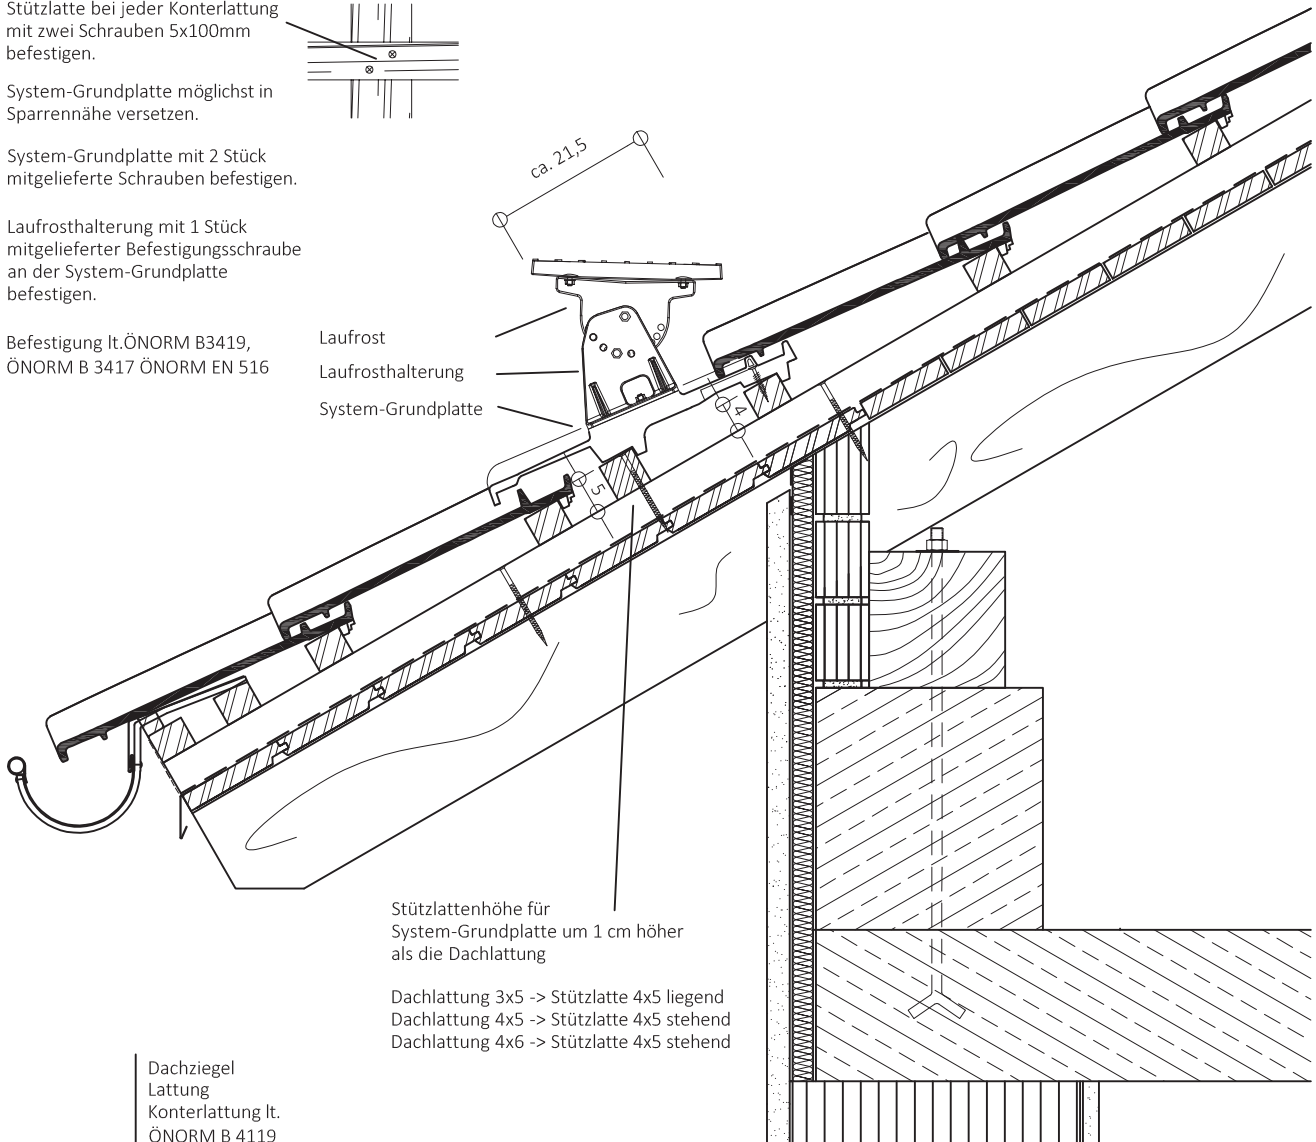 Stützlatte bei jeder Konterlattung
mit zwei Schrauben 5x100mm
befestigen.
System-Grundplatte möglichst in
Sparrennähe versetzen.
System-Grundplatte mit 2 Stück
mitgelieferte Schrauben befestigen.
Laufrosthalterung mit 1 Stück
mitgelieferter Befestigungsschraube
an der System-Grundplatte
befestigen.
Befestigung lt.ÖNORM B3419,
ÖNORM B 3417 ÖNORM EN 516
ca. 21,5
Laufrost
Laufrosthalterung
System-Grundplatte
4
5
Stützlattenhöhe für
System-Grundplatte um 1 cm höher
als die Dachlattung
Dachlattung 3x5 -> Stützlatte 4x5 liegend
Dachlattung 4x5 -> Stützlatte 4x5 stehend
Dachlattung 4x6 -> Stützlatte 4x5 stehend
Dachziegel
Lattung
Konterlattung lt.
ÖNORM B 4119